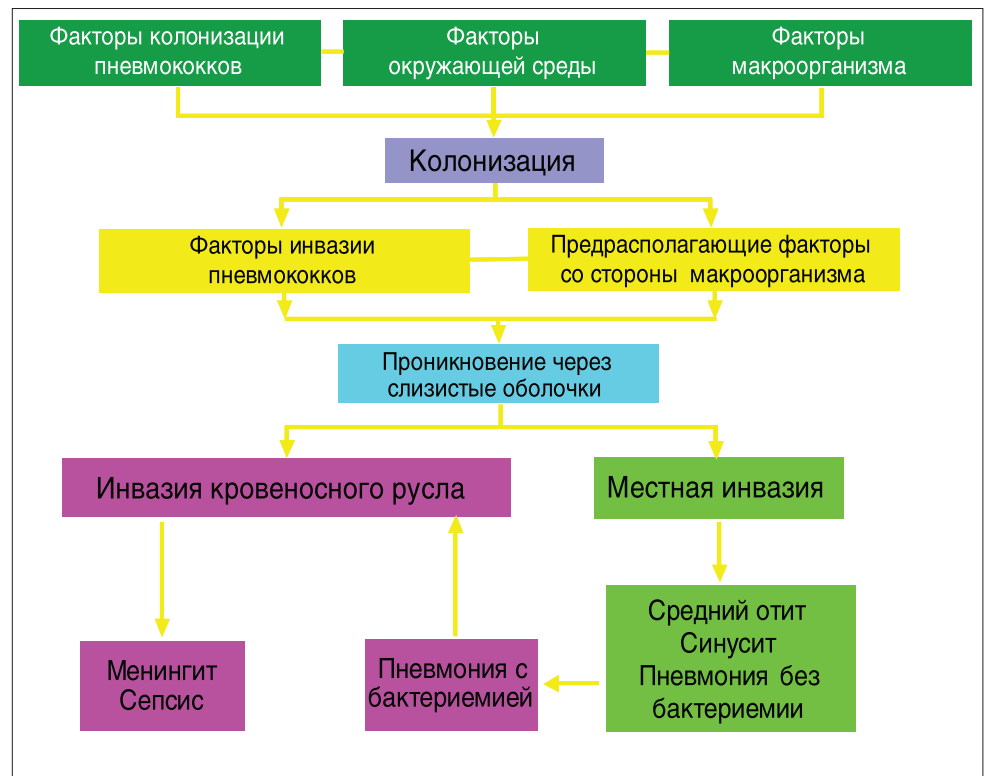 Факторы колонизации
пневмококков
Факторы
окружающей среды
Факторы
макроорганизма
Колонизация
Факторы инвазии
пневмококков
Предрасполагающие факторы
со стороны макроорганизма
Проникновение через
слизистые оболочки
Инвазия кровеносного русла
Местная инвазия
Менингит
Сепсис
Пневмония с
бактериемией
Средний отит
Синусит
Пневмония без
бактериемии